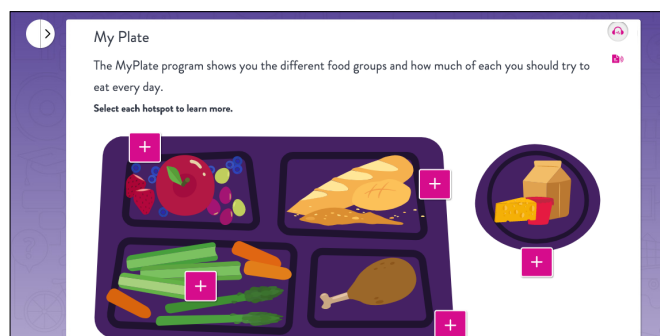 My Plate
The MyPlate program shows you the different food groups and how much of each you should try to
eat every day.
Select each hotspot to learn more.